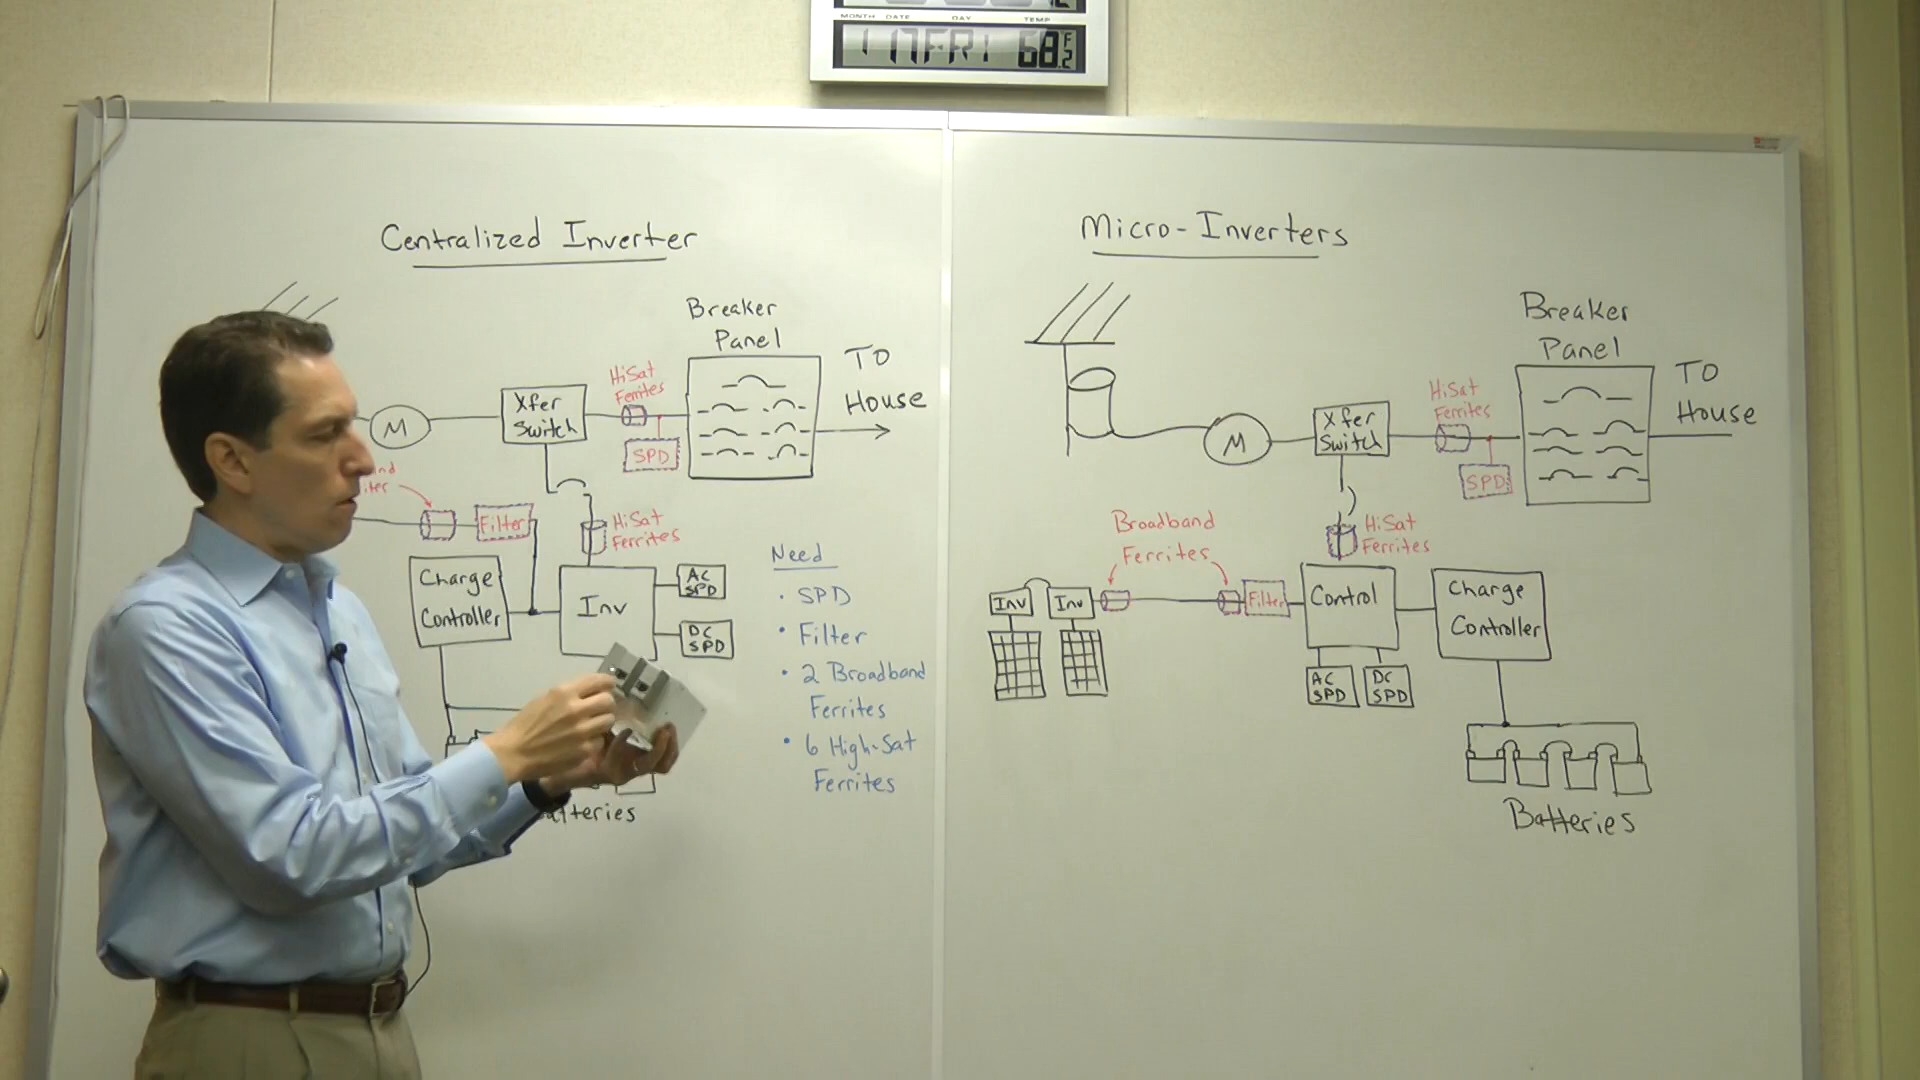 MONTH DATE DAY TEMP
17 FRI 68.2 F
Centralized Inverter
Breaker
Panel
TO
House
HiSat
Ferrites
Xfer
Switch
M
SPD
Filter
HiSat
Ferrites
Charge
Controller
Inv
AC
SPD
DC
SPD
Need
• SPD
• Filter
• 2 Broadband
Ferrites
• 6 High-Sat
Ferrites
Micro-Inverters
Breaker
Panel
TO
House
HiSat
Ferrites
Xfer
Switch
M
SPD
Broadband
Ferrites
HiSat
Ferrites
Inv
Inv
Filter
Control
Charge
Controller
AC
SPD
DC
SPD
Batteries